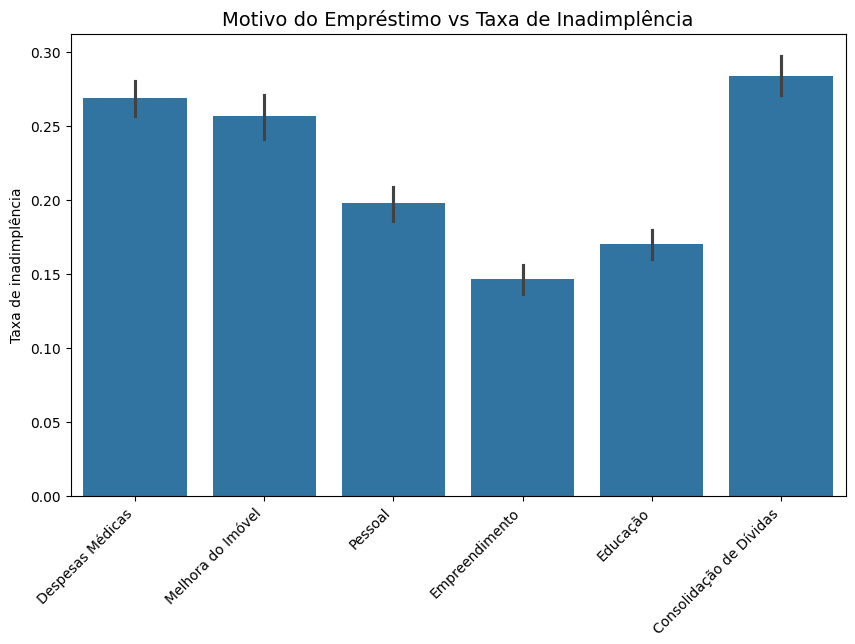 Motivo do Empréstimo vs Taxa de Inadimplência
0.30
0.25
0.20
0.15
0.10
0.05
0.00
Taxa de inadimplência
Despesas Médicas
Melhora do Imóvel
Pessoal
Empreendimento
Educação
Consolidação de Dívidas